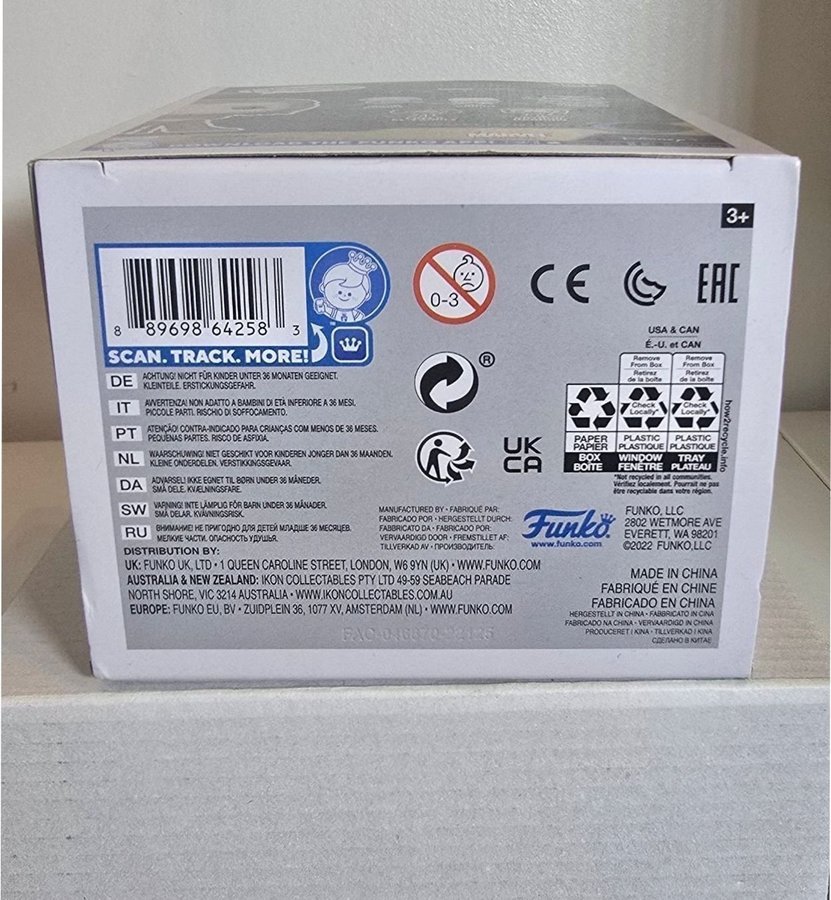 3+
0-3
CE
EAC
8 89698 64258 3
SCAN. TRACK. MORE!
USA & CAN
É.-U. et CAN
Remove From Box
Retirez de la boîte
Remove From Box
Retirez de la boîte
Check Locally*
Check Locally*
PAPER
PAPIER
BOX
BOÎTE
PLASTIC
PLASTIQUE
WINDOW
FENÊTRE
PLASTIC
PLASTIQUE
TRAY
PLATEAU
how2recycle.info
*Not recycled in all communities.
Vérifiez localement. Pourrait ne pas
être recyclable dans votre région.
®
UK
CA
DE ACHTUNG! NICHT FÜR KINDER UNTER 36 MONATEN GEEIGNET.
KLEINTEILE. ERSTICKUNGSGEFAHR.
IT AVVERTENZA! NON ADATTO A BAMBINI DI ETÀ INFERIORE A 36 MESI.
PICCOLE PARTI. RISCHIO DI SOFFOCAMENTO.
PT ATENÇÃO! CONTRA-INDICADO PARA CRIANÇAS COM MENOS DE 36 MESES.
PEQUENAS PARTES. RISCO DE ASFIXIA.
NL WAARSCHUWING! NIET GESCHIKT VOOR KINDEREN JONGER DAN 36 MAANDEN.
KLEINE ONDERDELEN. VERSTIKKINGSGEVAAR.
DA ADVARSEL! IKKE EGNET TIL BØRN UNDER 36 MÅNEDER.
SMÅ DELE. KVÆLNINGSFARE.
SW VARNING! INTE LÄMPLIG FÖR BARN UNDER 36 MÅNADER.
SMÅ DELAR. KVÄVNINGSRISK.
RU ВНИМАНИЕ! НЕ ПРИГОДНО ДЛЯ ДЕТЕЙ МЛАДШЕ 36 МЕСЯЦЕВ.
МЕЛКИЕ ЧАСТИ. ОПАСНОСТЬ УДУШЬЯ.
MANUFACTURED BY • FABRIQUÉ PAR:
FABRICADO POR • HERGESTELLT DURCH:
FABRICATO DA • FABRICADO POR:
VERVAARDIGD DOOR • FREMSTILLET AF:
TILLVERKAD AV • ПРОИЗВОДИТЕЛЬ:
Funko
www.funko.com
FUNKO, LLC
2802 WETMORE AVE
EVERETT, WA 98201
©2022 FUNKO,LLC
DISTRIBUTION BY:
UK: FUNKO UK, LTD • 1 QUEEN CAROLINE STREET, LONDON, W6 9YN (UK) • WWW.FUNKO.COM
AUSTRALIA & NEW ZEALAND: IKON COLLECTABLES PTY LTD 49-59 SEABEACH PARADE
NORTH SHORE, VIC 3214 AUSTRALIA • WWW.IKONCOLLECTABLES.COM.AU
EUROPE: FUNKO EU, BV • ZUIDPLEIN 36, 1077 XV, AMSTERDAM (NL) • WWW.FUNKO.COM
MADE IN CHINA
FABRIQUÉ EN CHINE
FABRICADO EN CHINA
HERGESTELLT IN CHINA • FABBRICATO IN CINA
FABRICADO NA CHINA • VERVAARDIGD IN CHINA
PRODUCERET I KINA • TILLVERKAD I KINA
СДЕЛАНО В КИТАЕ